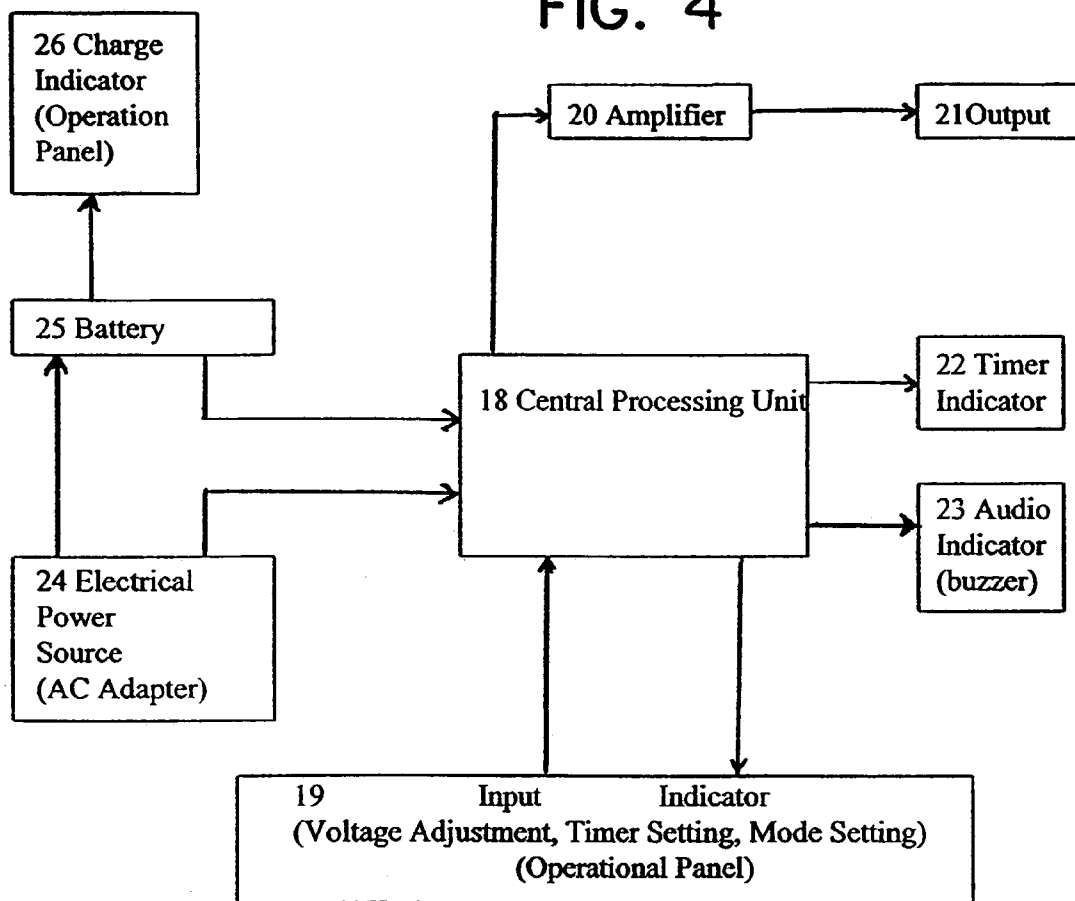 FIG. 4
26 Charge
Indicator
(Operation
Panel)
20 Amplifier
21Output
25 Battery
18 Central Processing Unit
22 Timer
Indicator
23 Audio
Indicator
(buzzer)
24 Electrical
Power
Source
(AC Adapter)
19 Input Indicator
(Voltage Adjustment, Timer Setting, Mode Setting)
(Operational Panel)